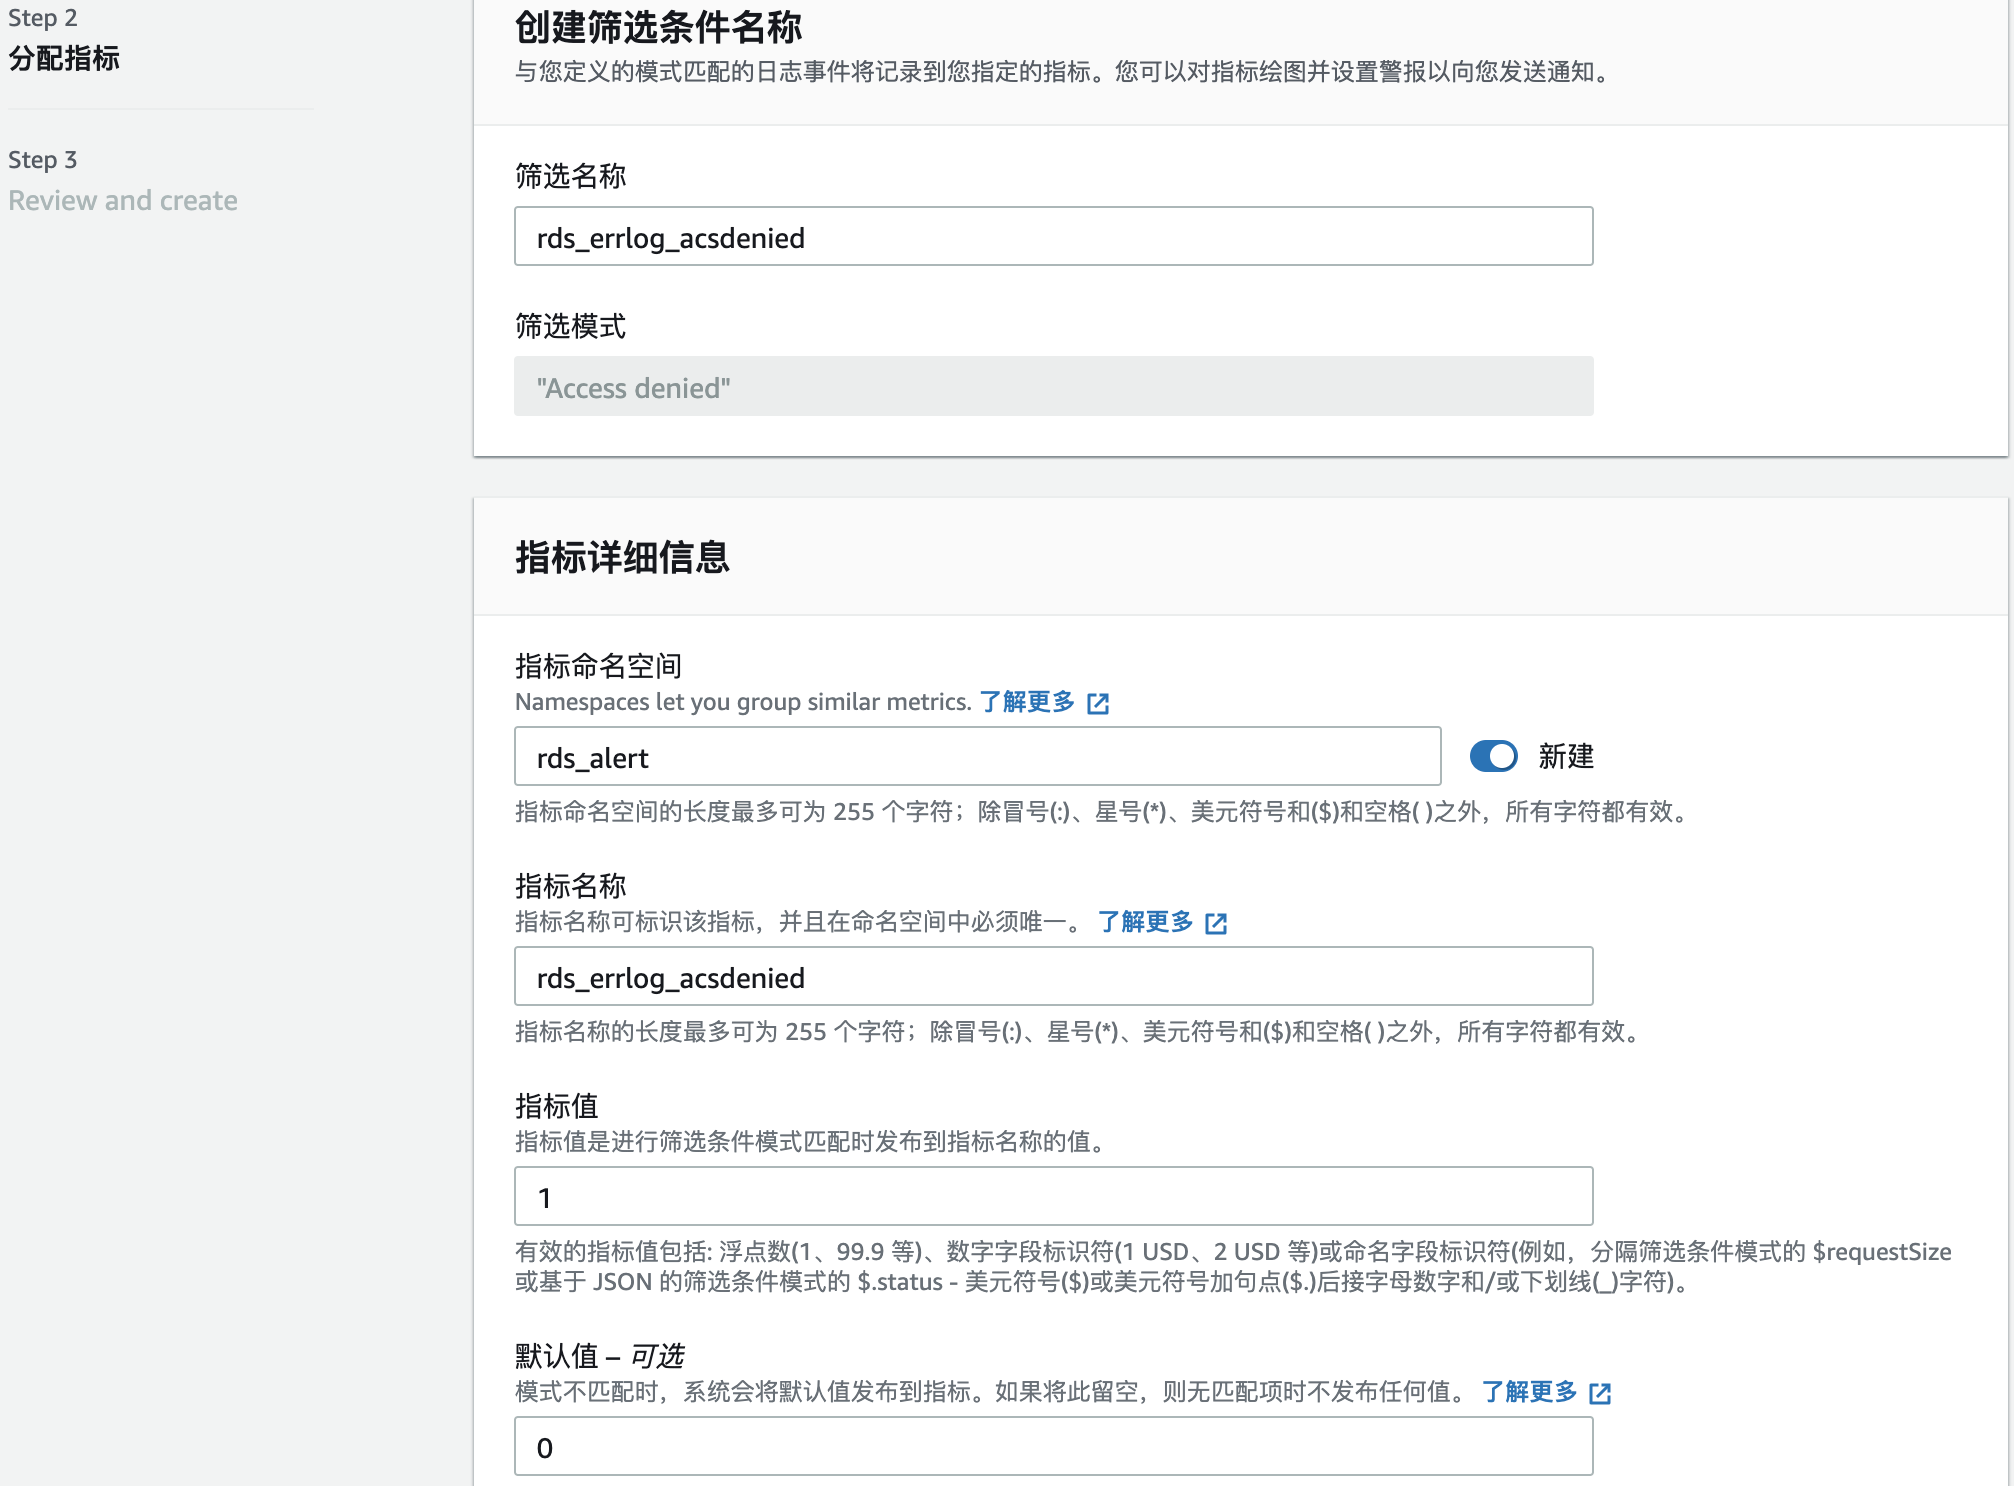 Step 2
分配指标
Step 3
Review and create
创建筛选条件名称
与您定义的模式匹配的日志事件将记录到您指定的指标。您可以对指标绘图并设置警报以向您发送通知。
筛选名称
rds_errlog_acsdenied
筛选模式
"Access denied"
指标详细信息
指标命名空间
Namespaces let you group similar metrics. 了解更多
rds_alert
新建
指标命名空间的长度最多可为 255 个字符；除冒号(:)、星号(*)、美元符号和($)和空格( )之外，所有字符都有效。
指标名称
指标名称可标识该指标，并且在命名空间中必须唯一。 了解更多
rds_errlog_acsdenied
指标名称的长度最多可为 255 个字符；除冒号(:)、星号(*)、美元符号和($)和空格( )之外，所有字符都有效。
指标值
指标值是进行筛选条件模式匹配时发布到指标名称的值。
1
有效的指标值包括: 浮点数(1、99.9 等)、数字字段标识符(1 USD、2 USD 等)或命名字段标识符(例如，分隔筛选条件模式的 $requestSize
或基于 JSON 的筛选条件模式的 $.status - 美元符号($)或美元符号加句点($.)后接字母数字和/或下划线(_)字符)。
默认值 – 可选
模式不匹配时，系统会将默认值发布到指标。如果将此留空，则无匹配项时不发布任何值。 了解更多
0